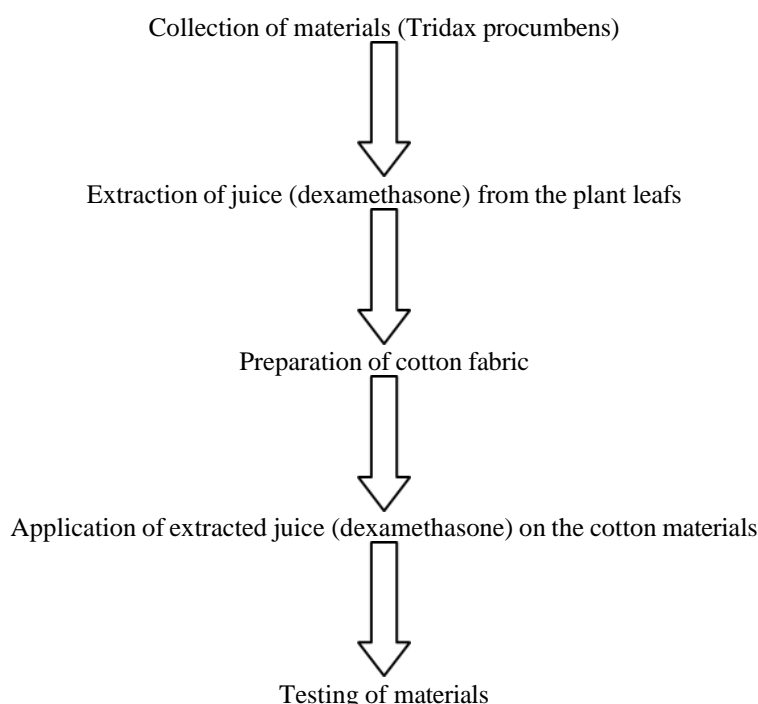 Collection of materials (Tridax procumbens)
Extraction of juice (dexamethasone) from the plant leafs
Preparation of cotton fabric
Application of extracted juice (dexamethasone) on the cotton materials
Testing of materials